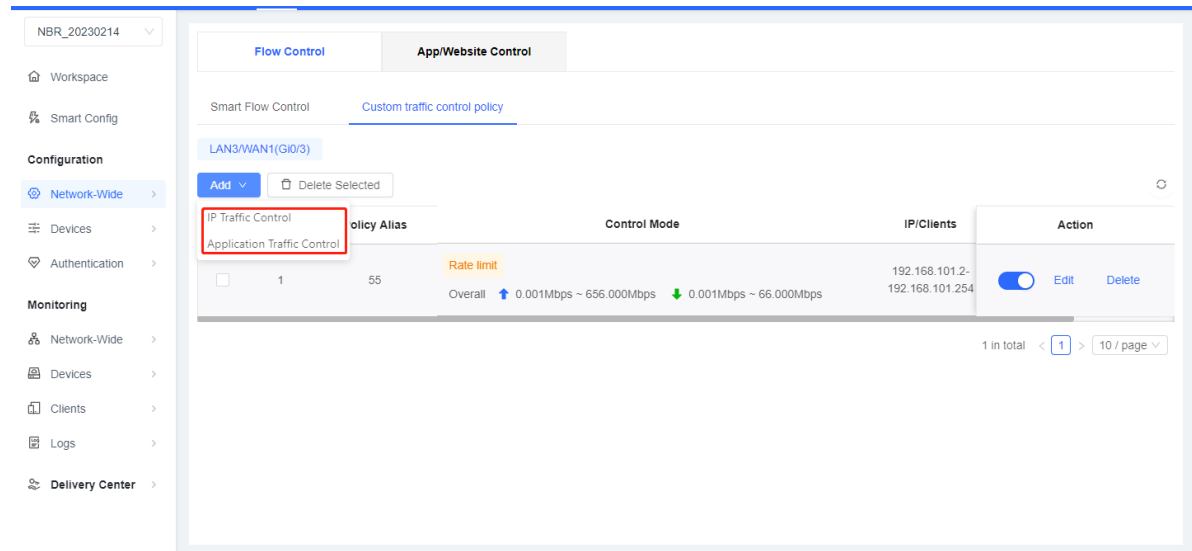 NBR_20230214
Workspace
Smart Config
Configuration
Network-Wide
Devices
Authentication
Monitoring
Network-Wide
Devices
Clients
Logs
Delivery Center
Flow Control App/Website Control
Smart Flow Control Custom traffic control policy
LAN3/WAN1(Gi0/3)
Add Delete Selected
IP Traffic Control
Application Traffic Control
olicy Alias Control Mode IP/Clients Action
1 55 Rate limit
Overall 0.001Mbps ~ 656.000Mbps 0.001Mbps ~ 66.000Mbps
192.168.101.2-
192.168.101.254
Edit Delete
1 in total < 1 > 10 / page